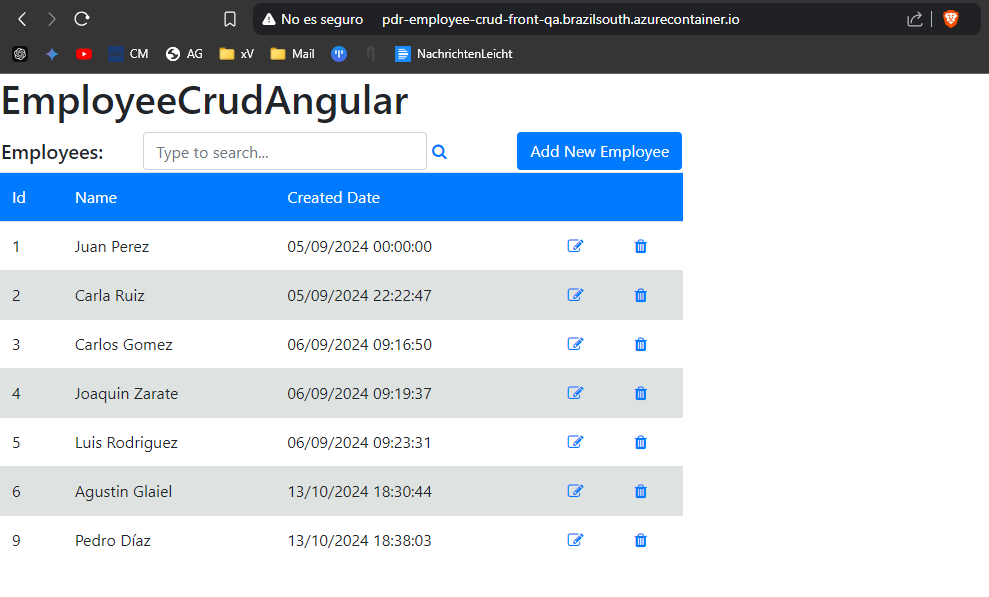 No es seguro pdr-employee-crud-front-qa.brazilsouth.azurecontainer.io
CM AG xV Mail NachrichtenLeicht
EmployeeCrudAngular
Employees: Type to search... Add New Employee
Id Name Created Date
1 Juan Perez 05/09/2024 00:00:00
2 Carla Ruiz 05/09/2024 22:22:47
3 Carlos Gomez 06/09/2024 09:16:50
4 Joaquin Zarate 06/09/2024 09:19:37
5 Luis Rodriguez 06/09/2024 09:23:31
6 Agustin Glaiel 13/10/2024 18:30:44
9 Pedro Díaz 13/10/2024 18:38:03